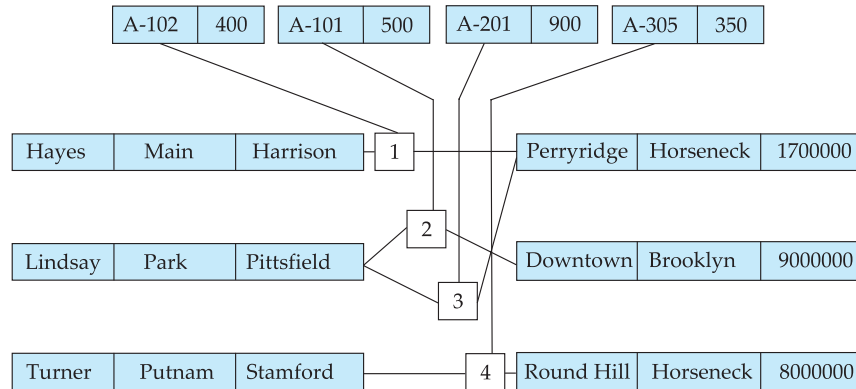 A-102 400 A-101 500 A-201 900 A-305 350
Hayes Main Harrison 1 Perryridge Horseneck 1700000
2
Lindsay Park Pittsfield Downtown Brooklyn 9000000
3
Turner Putnam Stamford 4 Round Hill Horseneck 8000000